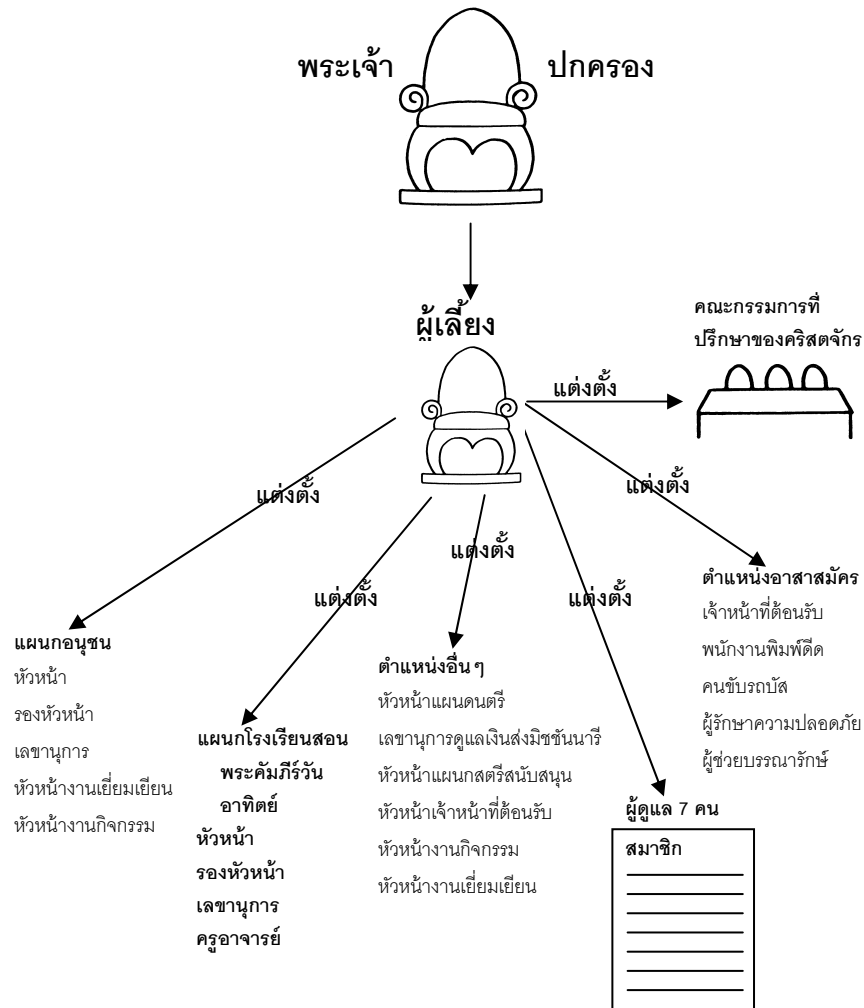 พระเจ้า ปกครอง
ผู้เลี้ยง
คณะกรรมการที่
ปรึกษาของคริสตจักร
แต่งตั้ง
แต่งตั้ง
แต่งตั้ง
แต่งตั้ง
แต่งตั้ง
แต่งตั้ง
แผนกอนุชน
หัวหน้า
รองหัวหน้า
เลขานุการ
หัวหน้างานเยี่ยมเยียน
หัวหน้างานกิจกรรม
แผนกโรงเรียนสอน
พระคัมภีร์วัน
อาทิตย์
หัวหน้า
รองหัวหน้า
เลขานุการ
ครูอาจารย์
ตำแหน่งอื่น ๆ
หัวหน้าแผนดนตรี
เลขานุการดูแลเงินส่งมิชชันนารี
หัวหน้าแผนกสตรีสนับสนุน
หัวหน้าเจ้าหน้าที่ต้อนรับ
หัวหน้างานกิจกรรม
หัวหน้างานเยี่ยมเยียน
ผู้ดูแล 7 คน
สมาชิก
ตำแหน่งอาสาสมัคร
เจ้าหน้าที่ต้อนรับ
พนักงานพิมพ์ดีด
คนขับรถบัส
ผู้รักษาความปลอดภัย
ผู้ช่วยบรรณารักษ์